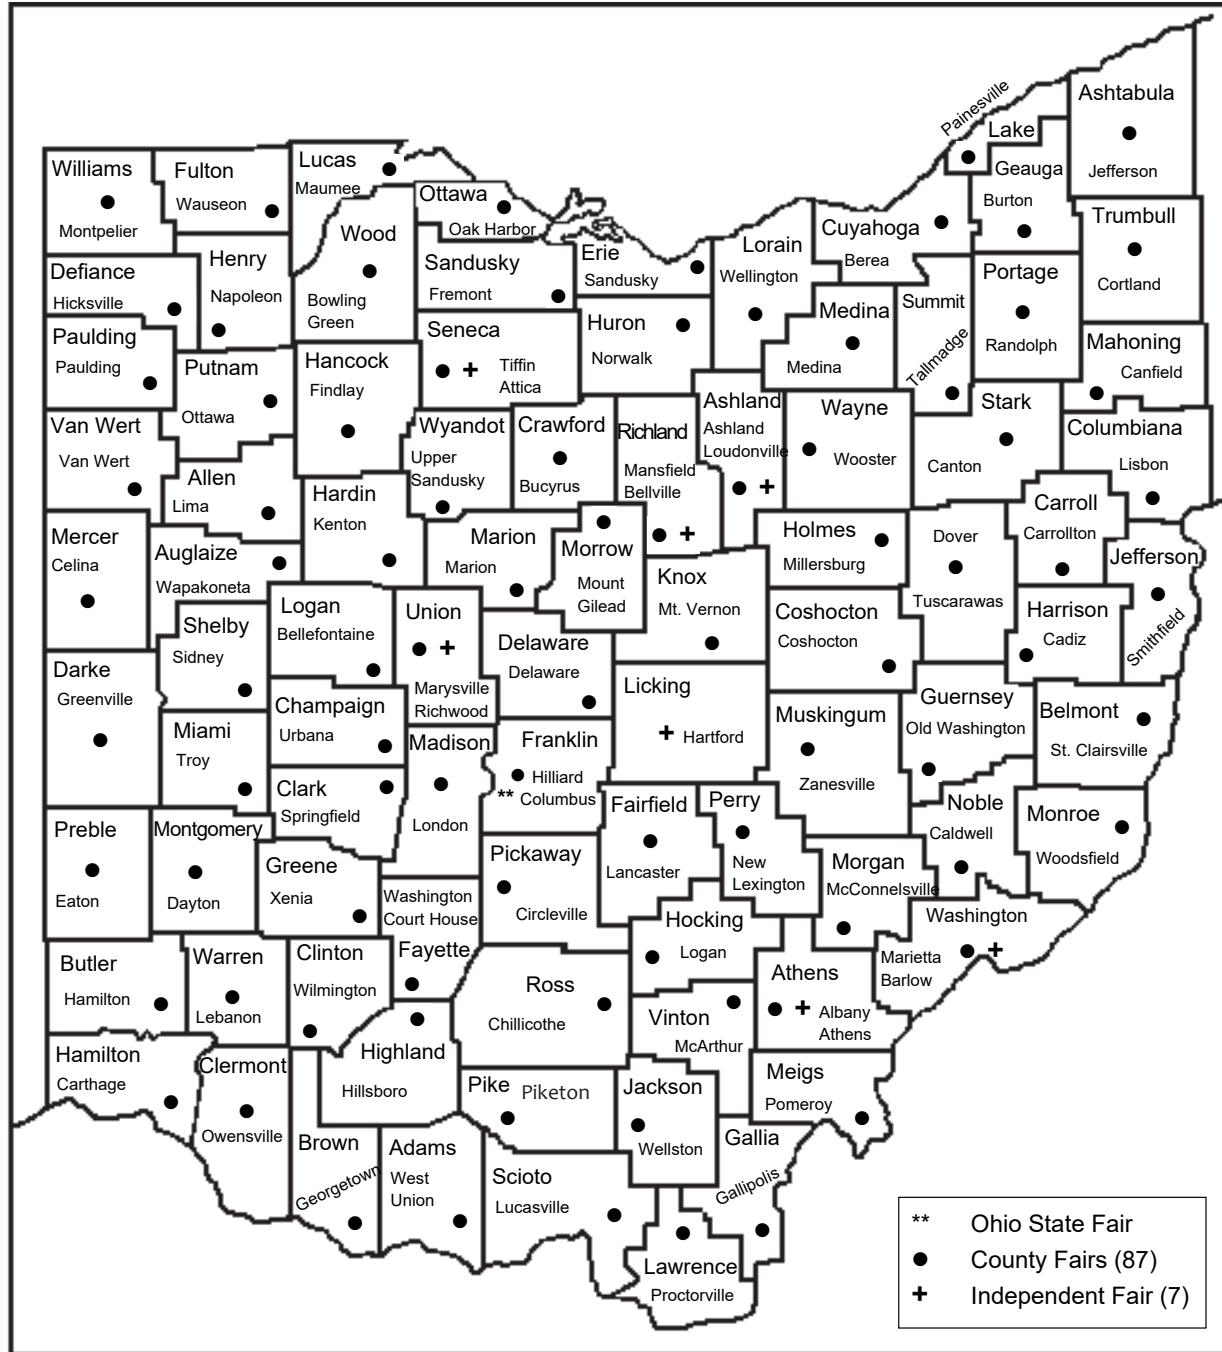 Painesville
Ashtabula
Lake
Jefferson
Geauga
Burton
Williams
Montpelier
Fulton
Wauseon
Lucas
Maumee
Ottawa
Oak Harbor
Cuyahoga
Berea
Trumbull
Cortland
Wood
Bowling
Green
Defiance
Hicksville
Henry
Napoleon
Sandusky
Fremont
Erie
Sandusky
Lorain
Wellington
Portage
Randolph
Summit
Tallmadge
Medina
Medina
Paulding
Paulding
Seneca
+
Tiffin
Attica
Huron
Norwalk
Mahoning
Canfield
Putnam
Ottawa
Hancock
Findlay
Ashland
Ashland
Loudonville
+
Wayne
Wooster
Stark
Canton
Columbiana
Lisbon
Van Wert
Van Wert
Wyandot
Upper
Sandusky
Crawford
Bucyrus
Richland
Mansfield
Bellville
+
Allen
Lima
Hardin
Kenton
Carroll
Carrollton
Mercer
Celina
Auglaize
Wapakoneta
Marion
Marion
Morrow
Mount
Gilead
Holmes
Millersburg
Dover
Tuscarawas
Jefferson
Smithfield
Knox
Mt. Vernon
Logan
Bellefontaine
Union
+
Marysville
Richwood
Coshocton
Coshocton
Harrison
Cadiz
Shelby
Sidney
Delaware
Delaware
Darke
Greenville
Licking
+ Hartford
Guernsey
Old Washington
Belmont
St. Clairsville
Champaign
Urbana
Muskingum
Zanesville
Miami
Troy
Madison
London
Franklin
Hilliard
** Columbus
Clark
Springfield
Fairfield
Lancaster
Perry
New
Lexington
Noble
Caldwell
Monroe
Woodsfield
Preble
Eaton
Montgomery
Dayton
Greene
Xenia
Pickaway
Circleville
Morgan
McConnelsville
Washington
Court House
Fayette
Hocking
Logan
Washington
+
Marietta
Barlow
Butler
Hamilton
Warren
Lebanon
Clinton
Wilmington
Ross
Chillicothe
Athens
+ Albany
Athens
Vinton
McArthur
Hamilton
Carthage
Clermont
Owensville
Highland
Hillsboro
Pike Piketon
Jackson
Wellston
Meigs
Pomeroy
Brown
Georgetown
Adams
West
Union
Scioto
Lucasville
Gallia
Gallipolis
Lawrence
Proctorville
** Ohio State Fair
● County Fairs (87)
+ Independent Fair (7)